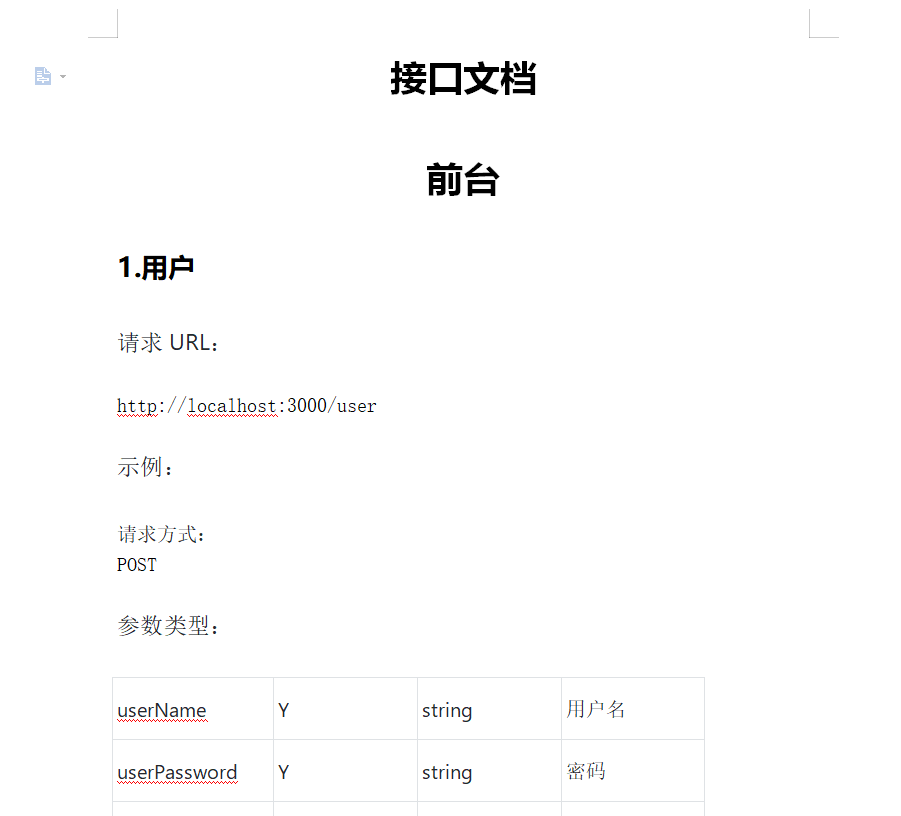 接口文档
前台
1.用户
请求 URL：
http://localhost:3000/user
示例：
请求方式：
POST
参数类型：
userName Y string 用户名
userPassword Y string 密码